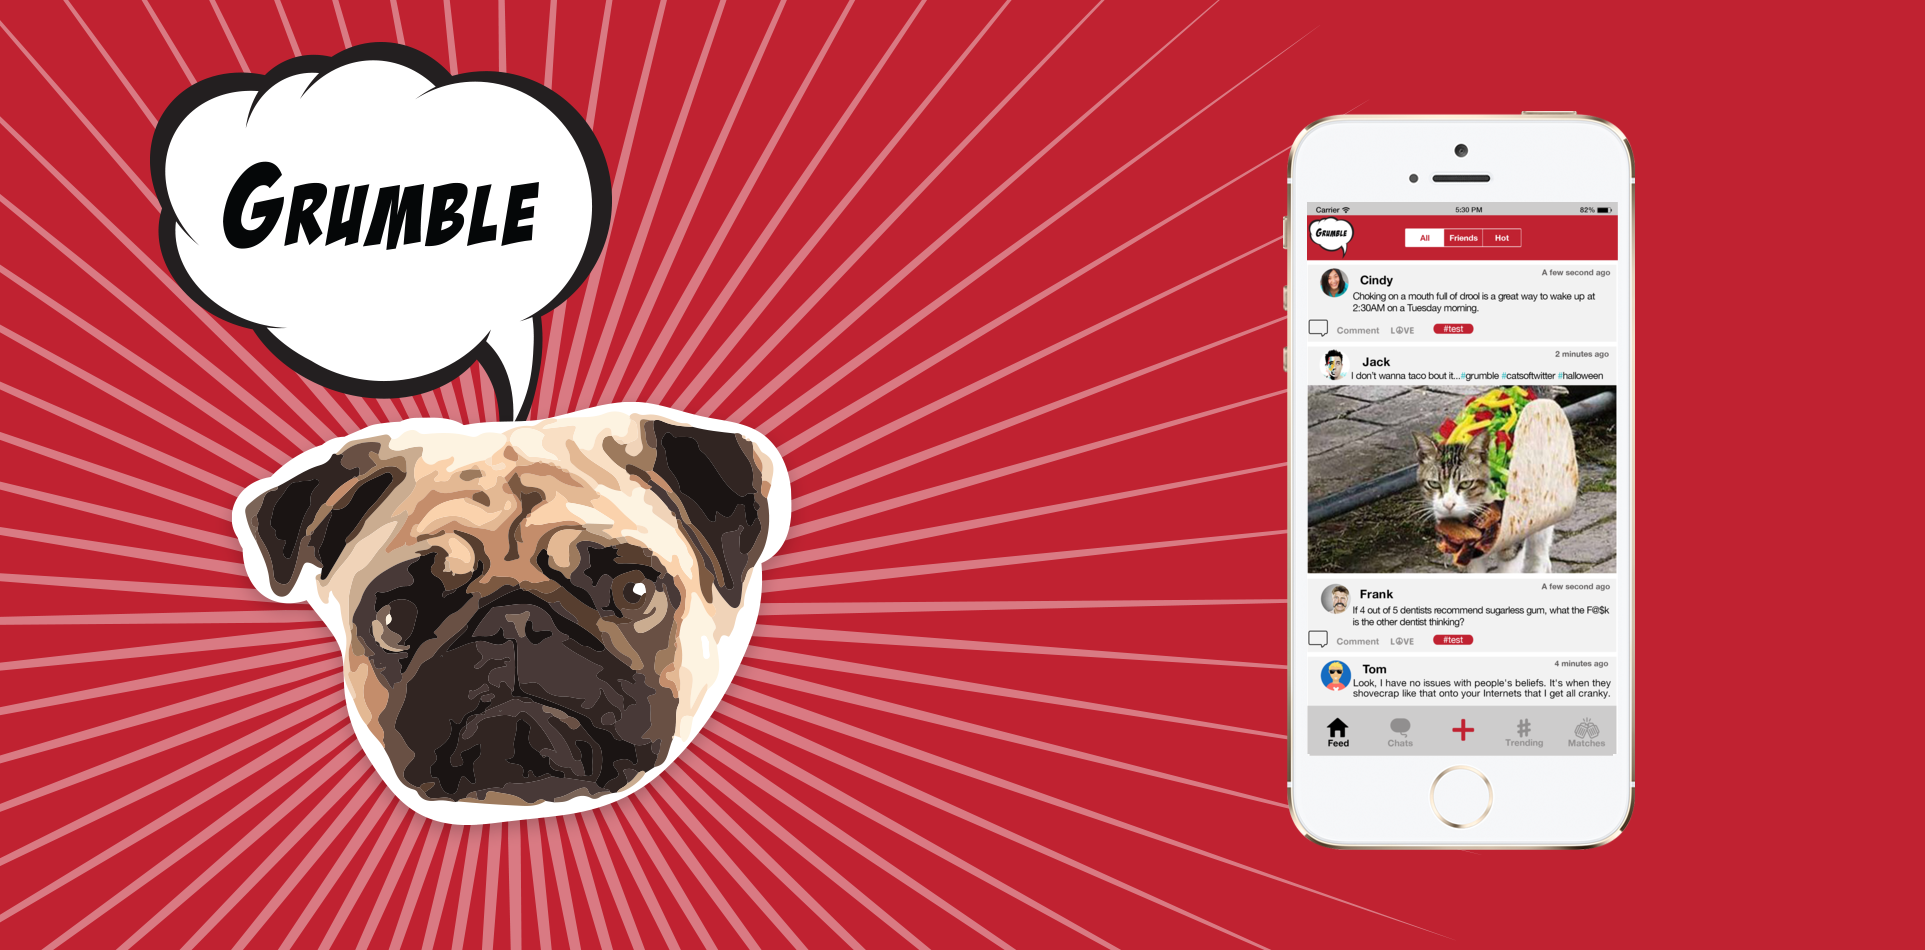 GRUMBLE
Carrier 5:30 PM 82%
GRUMBLE
All Friends Hot
A few second ago
Cindy
Choking on a mouth full of drool is a great way to wake up at
2:30AM on a Tuesday morning.
Comment L☮VE #test
2 minutes ago
Jack
I don't wanna taco bout it...#grumble #catsoftwitter #halloween
A few second ago
Frank
If 4 out of 5 dentists recommend sugarless gum, what the F@$k
is the other dentist thinking?
Comment L☮VE #test
4 minutes ago
Tom
Look, I have no issues with people's beliefs. It's when they
shovecrap like that onto your Internets that I get all cranky.
Feed Chats Trending Matches